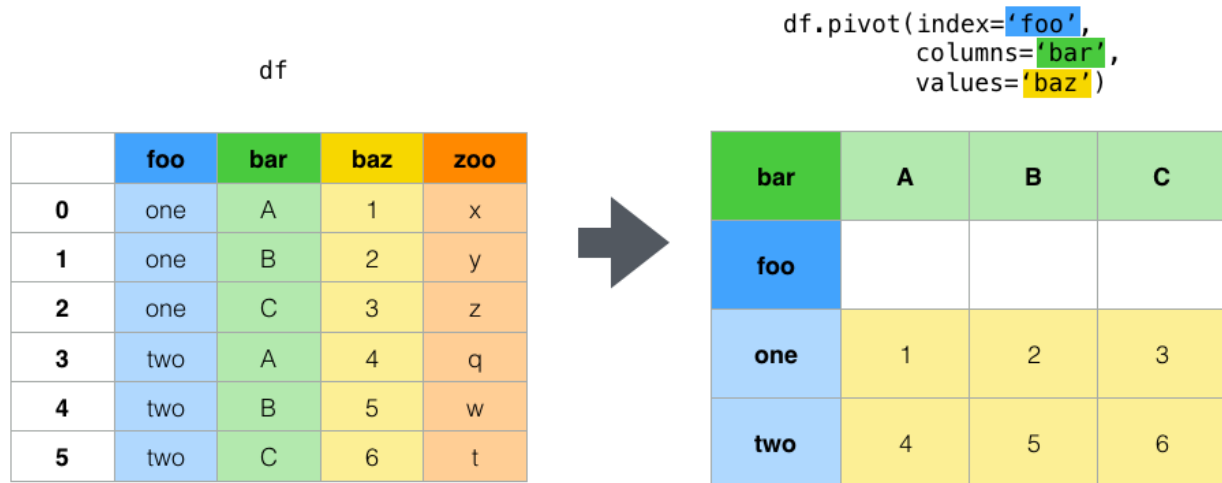 df
foo bar baz zoo
0 one A 1 x
1 one B 2 y
2 one C 3 z
3 two A 4 q
4 two B 5 w
5 two C 6 t
df.pivot(index=‘foo’,
columns=‘bar’,
values=‘baz’)
bar A B C
foo
one 1 2 3
two 4 5 6